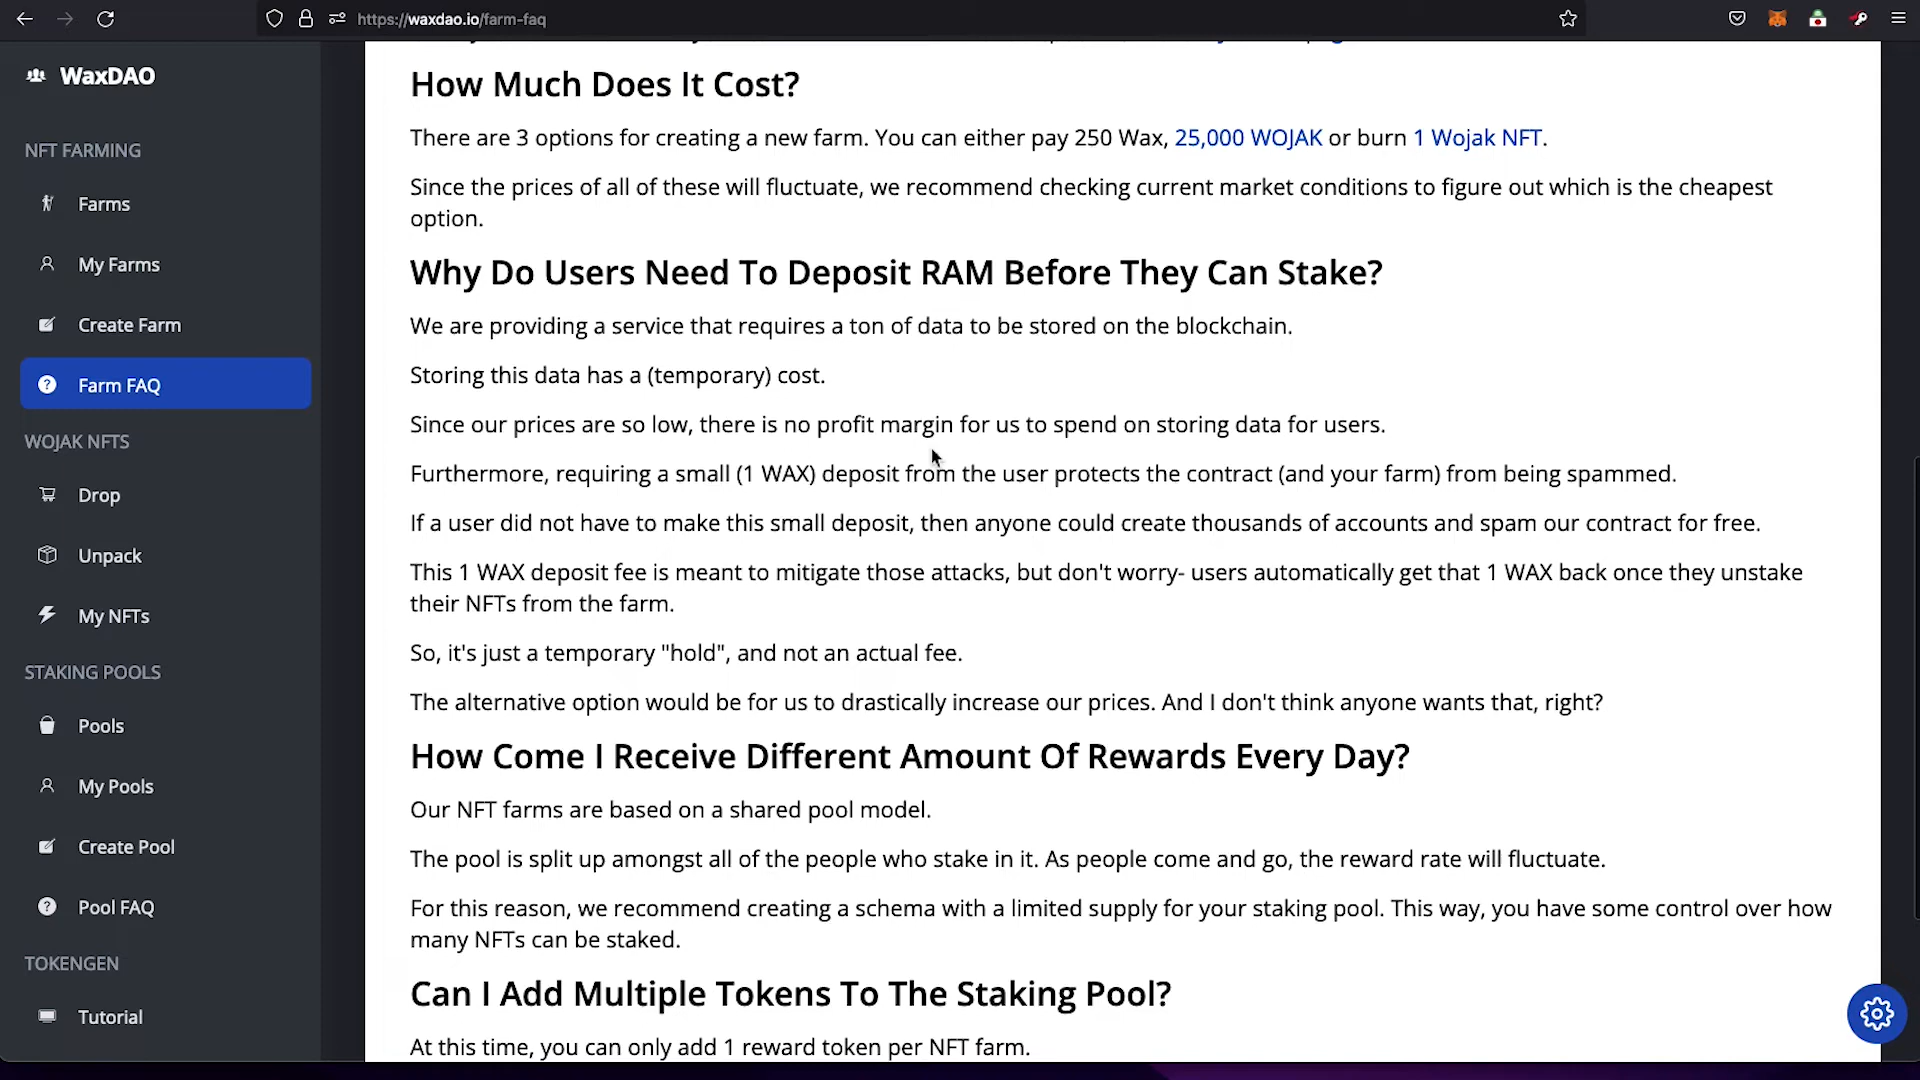 https://waxdao.io/farm-faq
WaxDAO
NFT FARMING
Farms
My Farms
Create Farm
Farm FAQ
WOJAK NFTS
Drop
Unpack
My NFTs
STAKING POOLS
Pools
My Pools
Create Pool
Pool FAQ
TOKENGEN
Tutorial
How Much Does It Cost?
There are 3 options for creating a new farm. You can either pay 250 Wax, 25,000 WOJAK or burn 1 Wojak NFT.
Since the prices of all of these will fluctuate, we recommend checking current market conditions to figure out which is the cheapest
option.
Why Do Users Need To Deposit RAM Before They Can Stake?
We are providing a service that requires a ton of data to be stored on the blockchain.
Storing this data has a (temporary) cost.
Since our prices are so low, there is no profit margin for us to spend on storing data for users.
Furthermore, requiring a small (1 WAX) deposit from the user protects the contract (and your farm) from being spammed.
If a user did not have to make this small deposit, then anyone could create thousands of accounts and spam our contract for free.
This 1 WAX deposit fee is meant to mitigate those attacks, but don't worry- users automatically get that 1 WAX back once they unstake
their NFTs from the farm.
So, it's just a temporary "hold", and not an actual fee.
The alternative option would be for us to drastically increase our prices. And I don't think anyone wants that, right?
How Come I Receive Different Amount Of Rewards Every Day?
Our NFT farms are based on a shared pool model.
The pool is split up amongst all of the people who stake in it. As people come and go, the reward rate will fluctuate.
For this reason, we recommend creating a schema with a limited supply for your staking pool. This way, you have some control over how
many NFTs can be staked.
Can I Add Multiple Tokens To The Staking Pool?
At this time, you can only add 1 reward token per NFT farm.